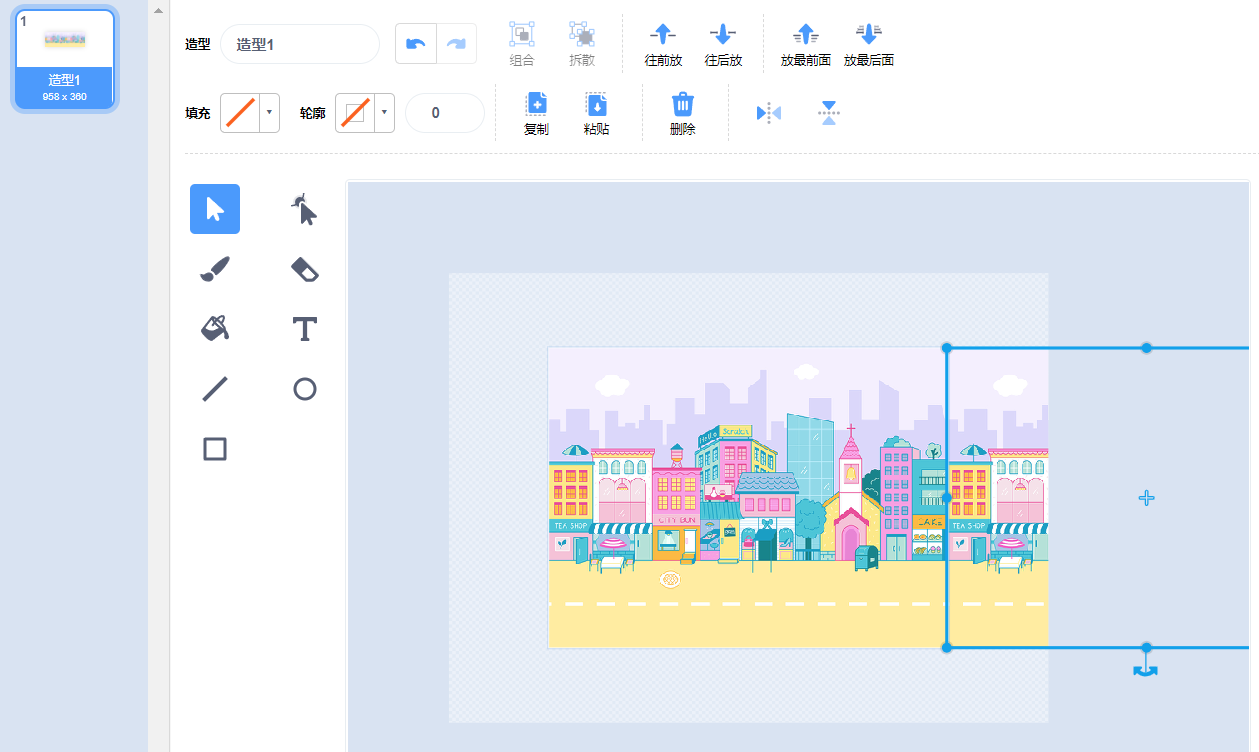 1
造型1
958 x 360
造型
造型1
组合
拆散
往前放
往后放
放最前面
放最后面
填充
轮廓
0
复制
粘贴
删除
Hello
Scratch
TEA SHOP
CITY BUN
CAKE
TEA SHOP